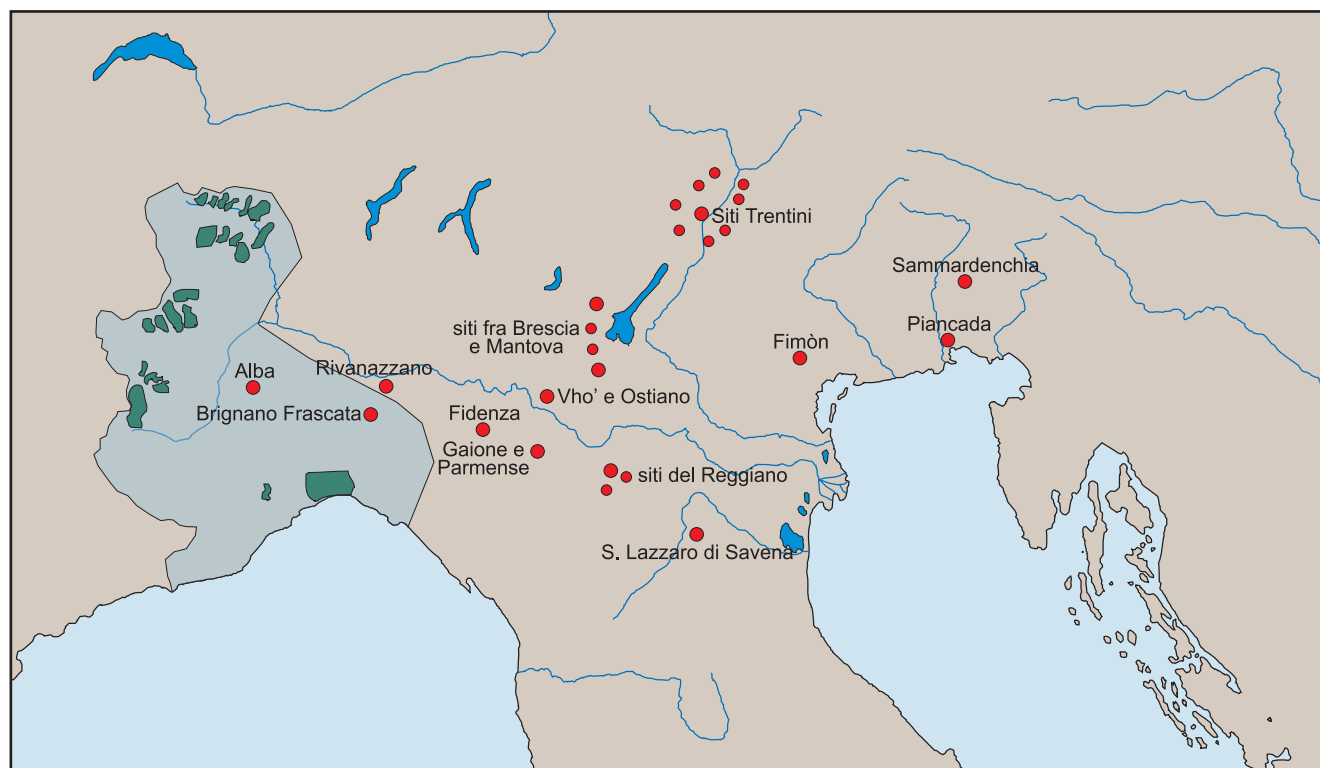 Siti Trentini
Sammardenchia
Piancada
siti fra Brescia
e Mantova
Fimòn
Alba
Rivanazzano
Brignano Frascata
Vho' e Ostiano
Fidenza
Gaione e
Parmense
siti del Reggiano
S. Lazzaro di Savena